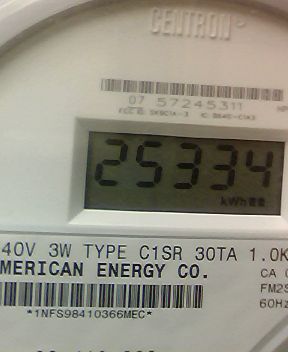 CENTRON
07 57245311
25334
kWh
40V 3W TYPE C1SR 30TA 1.0K
MERICAN ENERGY CO.
CA
FM2S
60Hz
*1NFS98410366MEC*